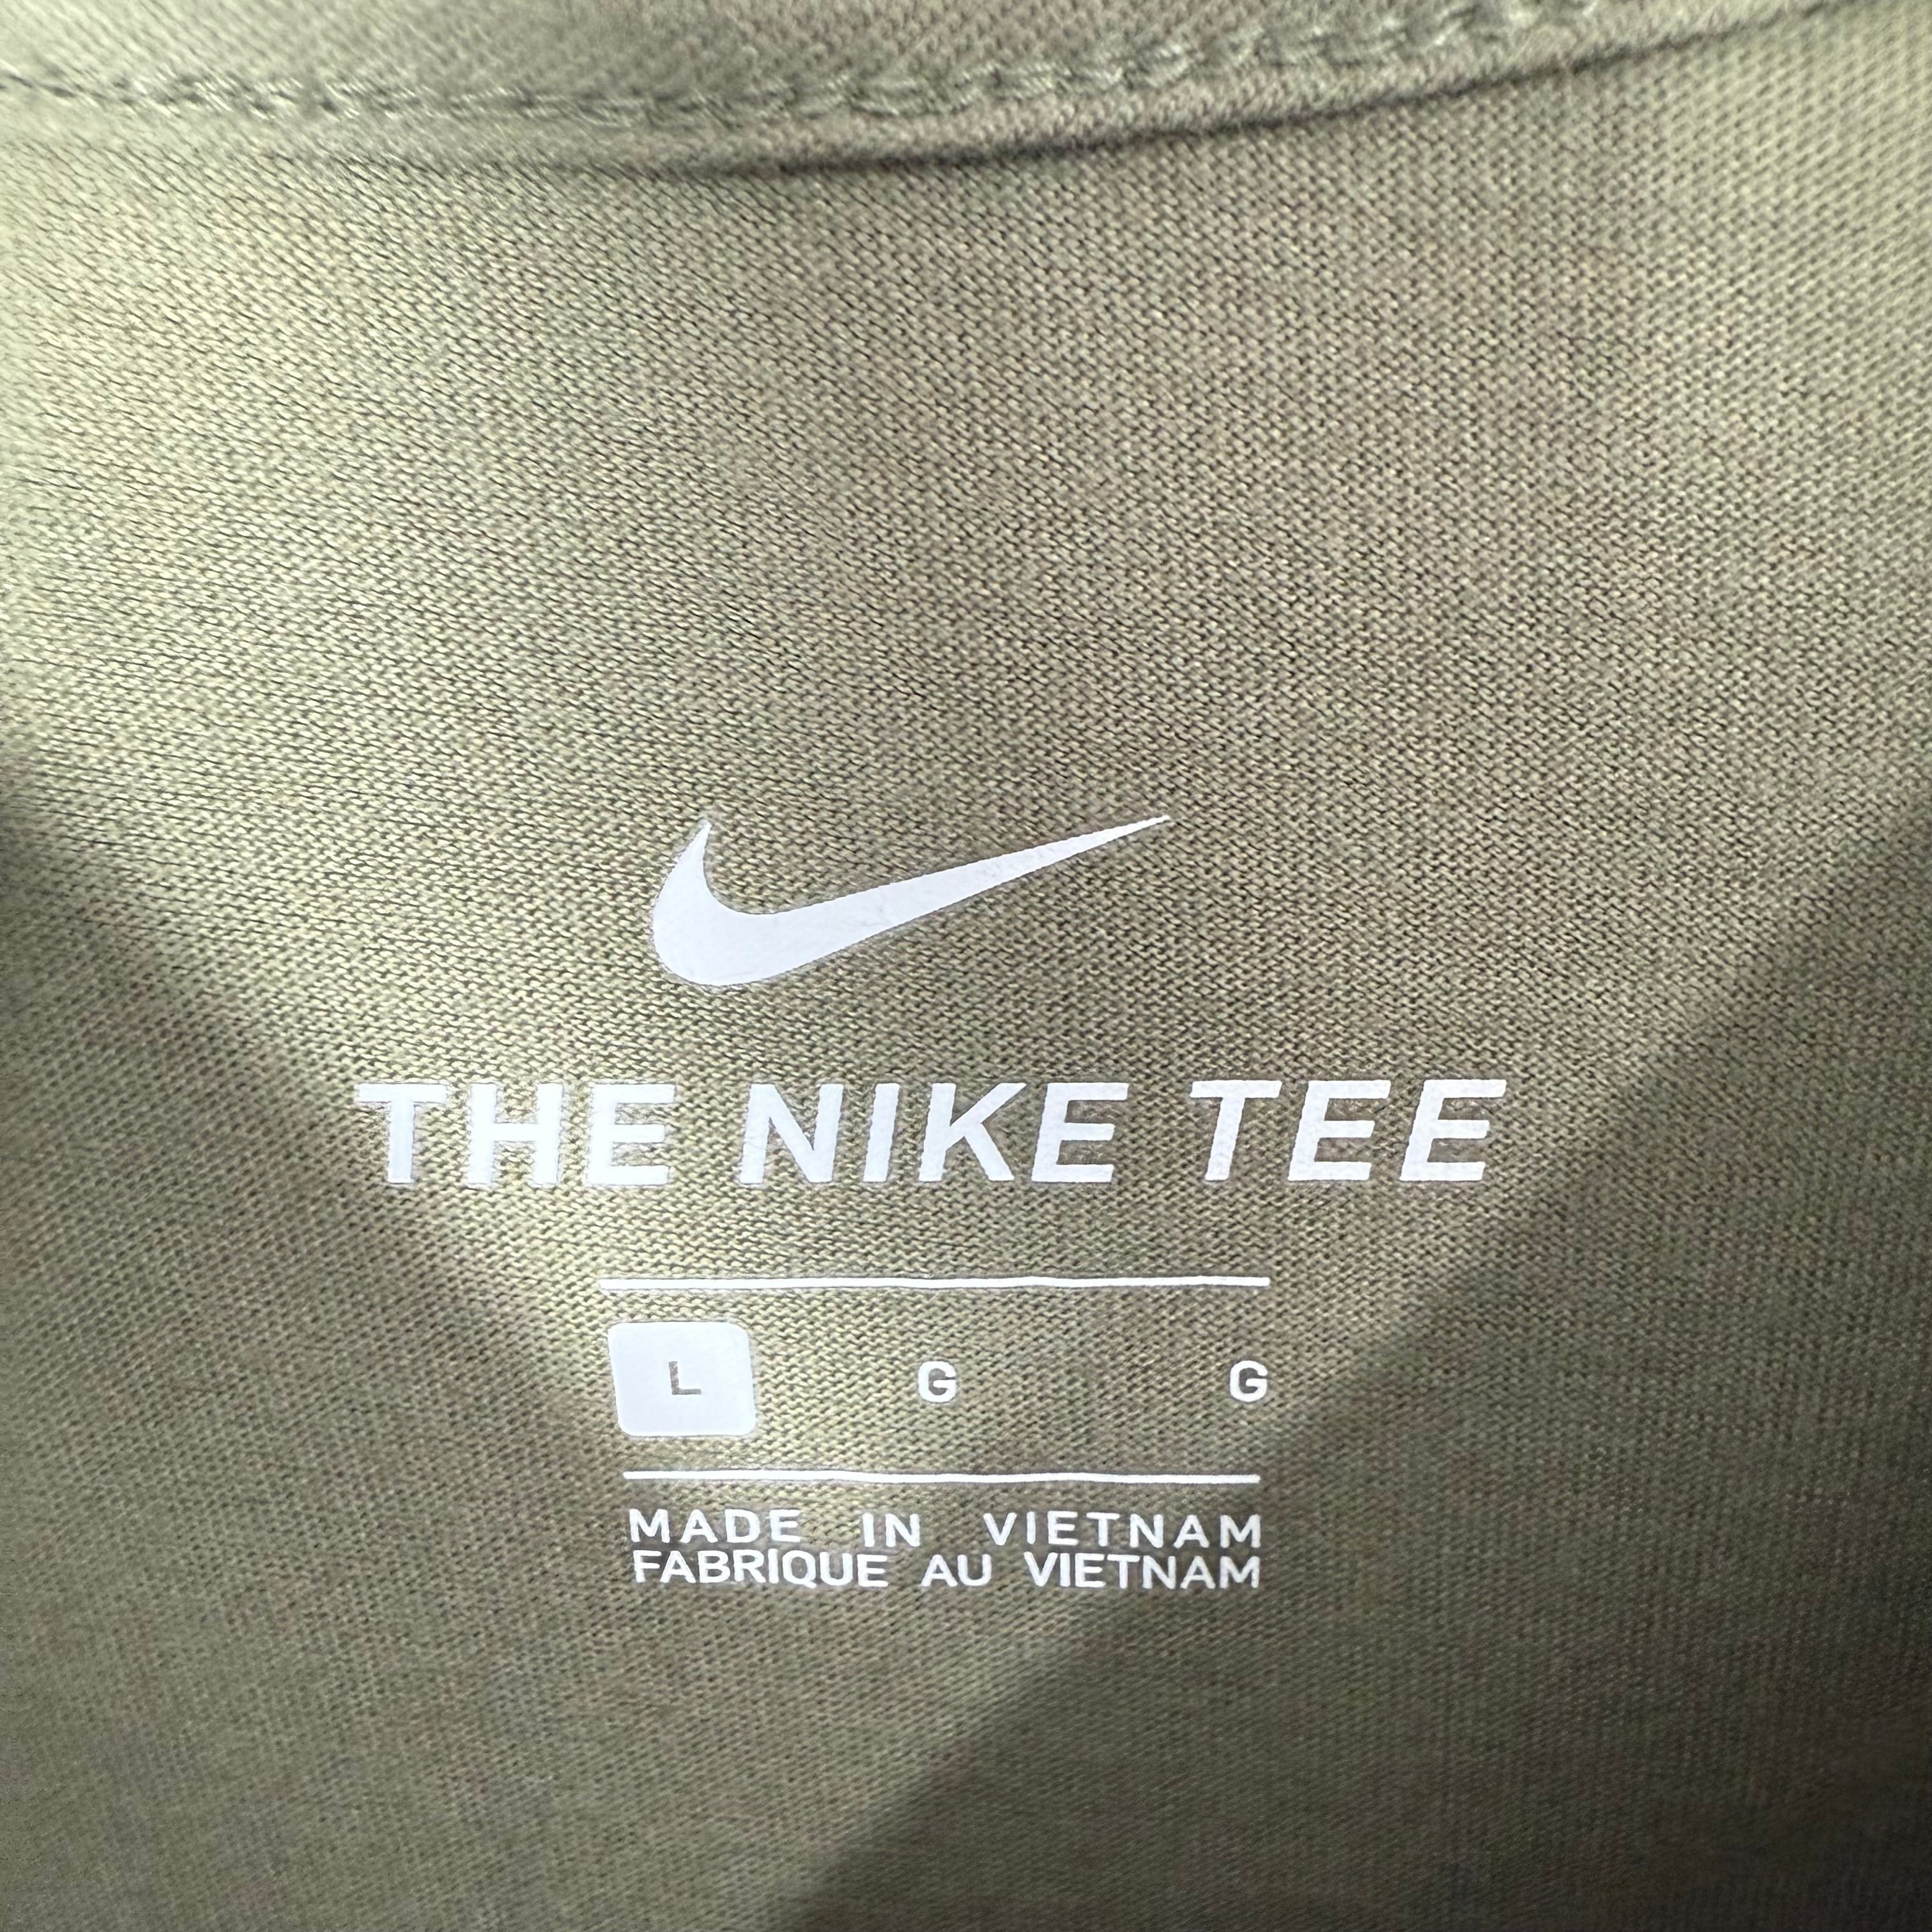 THE NIKE TEE
L G G
MADE IN VIETNAM
FABRIQUE AU VIETNAM